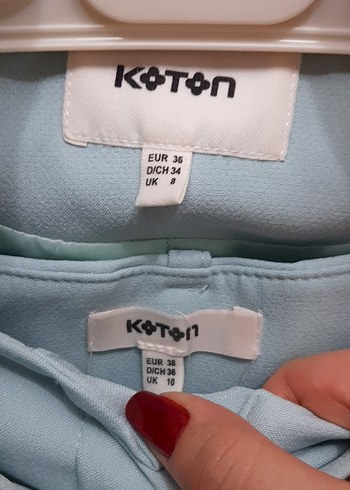 KOTON
EUR 36
D/CH 34
UK 8
KOTON
EUR 38
D/CH 36
UK 10